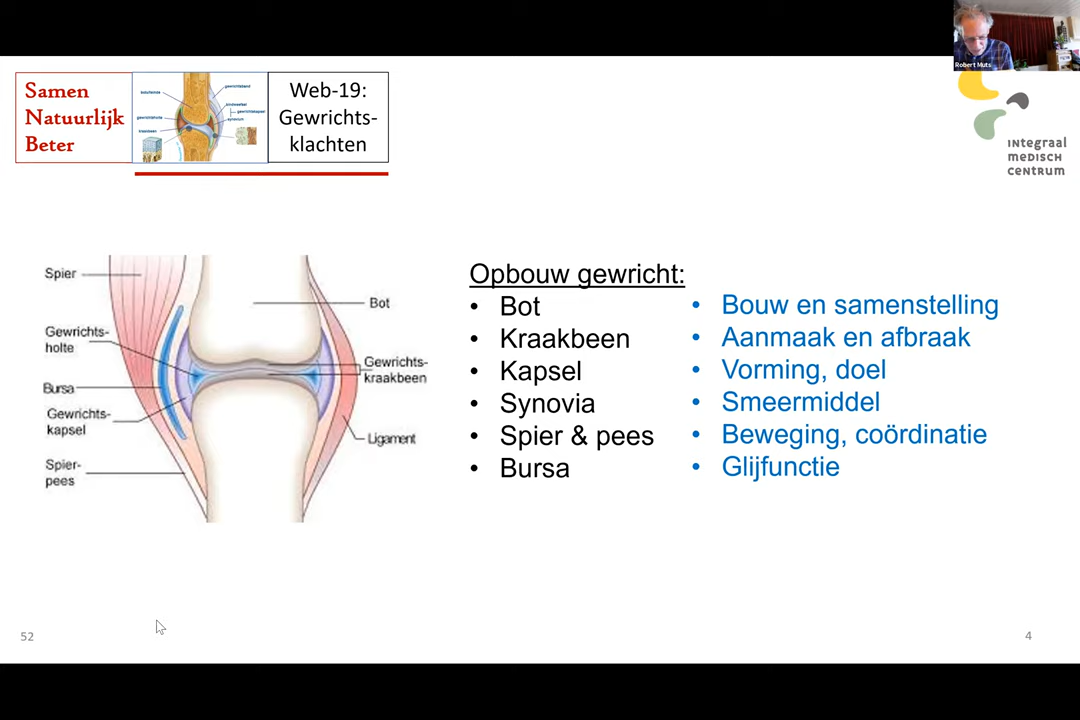 Robert Muts
Samen
Natuurlijk
Beter
Web-19:
Gewrichts-
klachten
integraal
medisch
centrum
Spier
Gewrichts-
holte
Bursa
Gewrichts-
kapsel
Spier-
pees
Bot
Gewrichts-
kraakbeen
Ligament
Opbouw gewricht:
• Bot
• Kraakbeen
• Kapsel
• Synovia
• Spier & pees
• Bursa
• Bouw en samenstelling
• Aanmaak en afbraak
• Vorming, doel
• Smeermiddel
• Beweging, coördinatie
• Glijfunctie
52
4